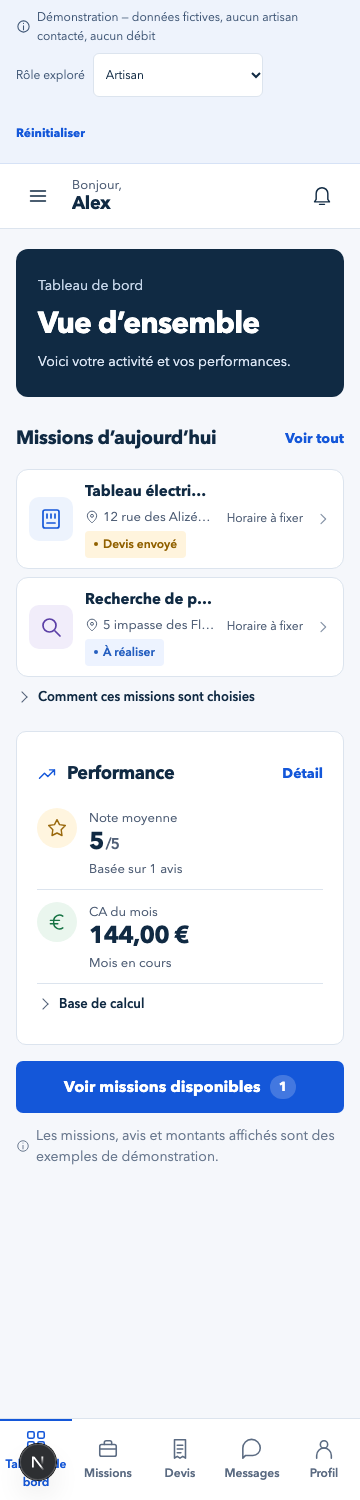 Démonstration — données fictives, aucun artisan
contacté, aucun débit
Rôle exploré
Artisan
Réinitialiser
Bonjour,
Alex
Tableau de bord
Vue d’ensemble
Voici votre activité et vos performances.
Missions d’aujourd’hui
Voir tout
Tableau électri...
12 rue des Alizé...
Horaire à fixer
• Devis envoyé
Recherche de p...
5 impasse des Fl...
Horaire à fixer
• À réaliser
Comment ces missions sont choisies
Performance
Détail
Note moyenne
5/5
Basée sur 1 avis
CA du mois
144,00 €
Mois en cours
Base de calcul
Voir missions disponibles 1
Les missions, avis et montants affichés sont des
exemples de démonstration.
N
bord
Missions
Devis
Messages
Profil